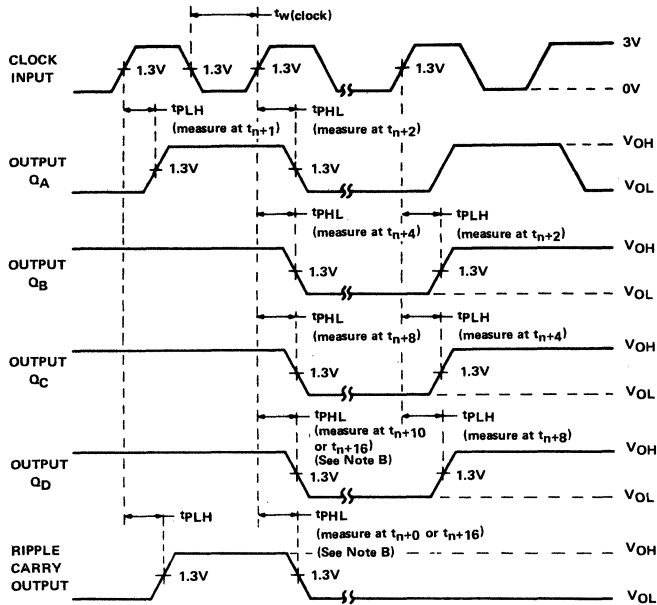 tw(clock)
CLOCK
INPUT
1.3V
1.3V
1.3V
1.3V
3V
0V
tPLH
(measure at tn+1)
tPHL
(measure at tn+2)
OUTPUT
QA
1.3V
1.3V
VOH
VOL
tPHL
(measure at tn+4)
tPLH
(measure at tn+2)
OUTPUT
QB
1.3V
1.3V
VOH
VOL
tPHL
(measure at tn+8)
tPLH
(measure at tn+4)
OUTPUT
QC
1.3V
1.3V
VOH
VOL
tPHL
(measure at tn+10
or tn+16)
(See Note B)
tPLH
(measure at tn+8)
OUTPUT
QD
1.3V
1.3V
VOH
VOL
tPLH
tPHL
(measure at tn+0 or tn+16)
(See Note B)
RIPPLE
CARRY
OUTPUT
1.3V
1.3V
VOH
VOL